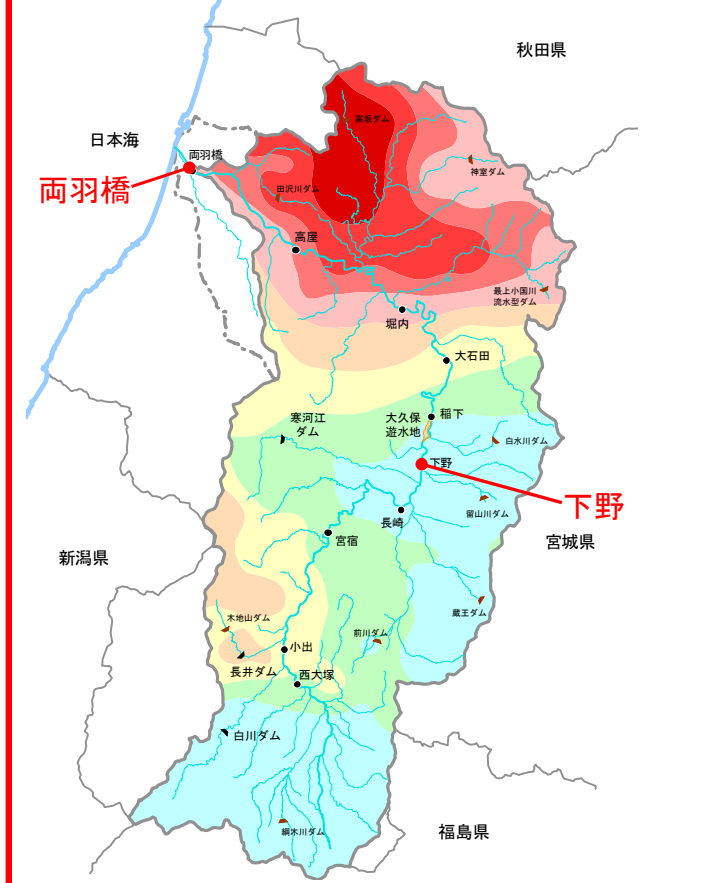 秋田県
日本海
両羽橋
両羽橋
高坂ダム
神室ダム
田沢川ダム
高屋
最上小国川
流水型ダム
堀内
大石田
寒河江
ダム
大久保
遊水地
稲下
白水川ダム
下野
下野
留山川ダム
長崎
宮宿
宮城県
新潟県
蔵王ダム
木地山ダム
前川ダム
小出
長井ダム
西大塚
白川ダム
綱木川ダム
福島県